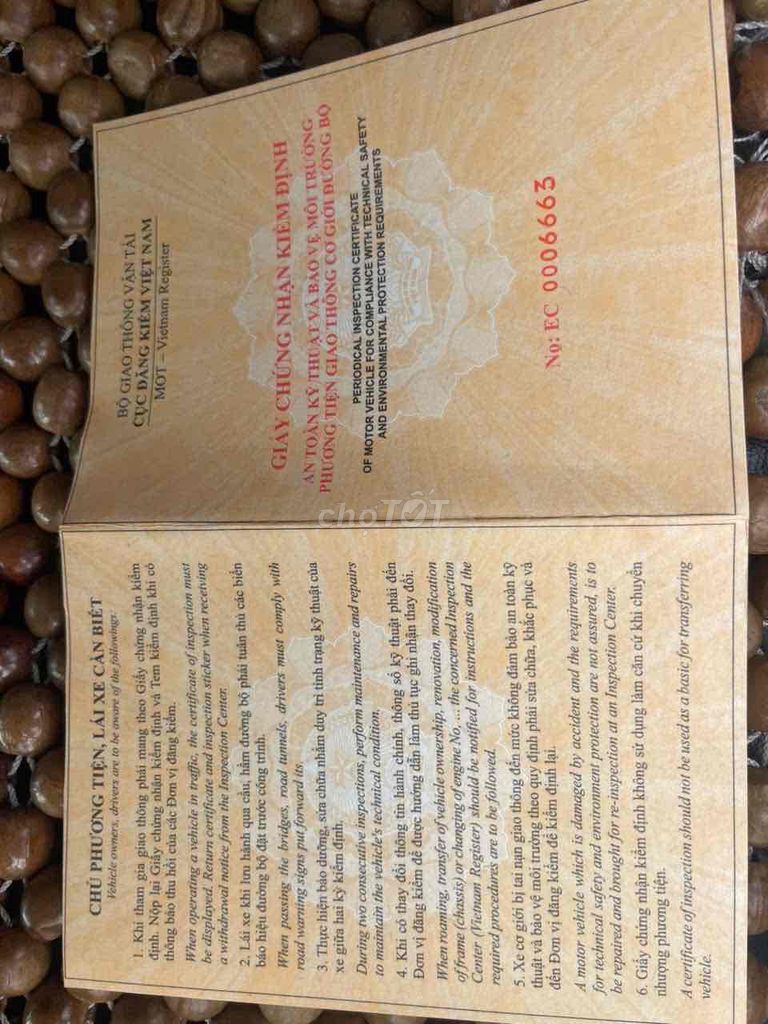 CHỦ PHƯƠNG TIỆN, LÁI XE CẦN BIẾT
Vehicle owners, drivers are to be aware of the followings:
1. Khi tham gia giao thông phải mang theo Giấy chứng nhận kiểm
định. Nộp lại Giấy chứng nhận kiểm định và Tem kiểm định khi có
thông báo thu hồi của các Đơn vị đăng kiểm.
When operating a vehicle in traffic, the certificate of inspection must
be displayed. Return certificate and inspection sticker when receiving
a withdrawal notice from the Inspection Center.
2. Lái xe khi lưu hành qua cầu, hầm đường bộ phải tuân thủ các biển
báo hiệu đường bộ đặt trước công trình.
When passing the bridges, road tunnels, drivers must comply with
road warning signs put forward its.
3. Thực hiện bảo dưỡng, sửa chữa nhằm duy trì tình trạng kỹ thuật của
xe giữa hai kỳ kiểm định.
During two consecutive inspections, perform maintenance and repairs
to maintain the vehicle's technical condition.
4. Khi có thay đổi thông tin hành chính, thông số kỹ thuật phải đến
Đơn vị đăng kiểm để được hướng dẫn làm thủ tục ghi nhận thay đổi.
When roaming, transfer of vehicle ownership, renovation, modification
of frame (chassis) or changing of engine No, ... the concerned Inspection
Center (Vietnam Register) should be notified for instructions and the
required procedures are to be followed.
5. Xe cơ giới bị tai nạn giao thông đến mức không đảm bảo an toàn kỹ
thuật và bảo vệ môi trường theo quy định phải sửa chữa, khắc phục và
đến Đơn vị đăng kiểm để kiểm định lại.
A motor vehicle which is damaged by accident and the requirements
for technical safety and environment protection are not assured, is to
be repaired and brought for re-inspection at an Inspection Center.
6. Giấy chứng nhận kiểm định không sử dụng làm căn cứ khi chuyển
nhượng phương tiện.
A certificate of inspection should not be used as a basic for transferring
vehicle.
BỘ GIAO THÔNG VẬN TẢI
CỤC ĐĂNG KIỂM VIỆT NAM
MOT – Vietnam Register
GIẤY CHỨNG NHẬN KIỂM ĐỊNH
AN TOÀN KỸ THUẬT VÀ BẢO VỆ MÔI TRƯỜNG
PHƯƠNG TIỆN GIAO THÔNG CƠ GIỚI ĐƯỜNG BỘ
PERIODICAL INSPECTION CERTIFICATE
OF MOTOR VEHICLE FOR COMPLIANCE WITH TECHNICAL SAFETY
AND ENVIRONMENTAL PROTECTION REQUIREMENTS
Nọ: EC 0006663
chợTỐT